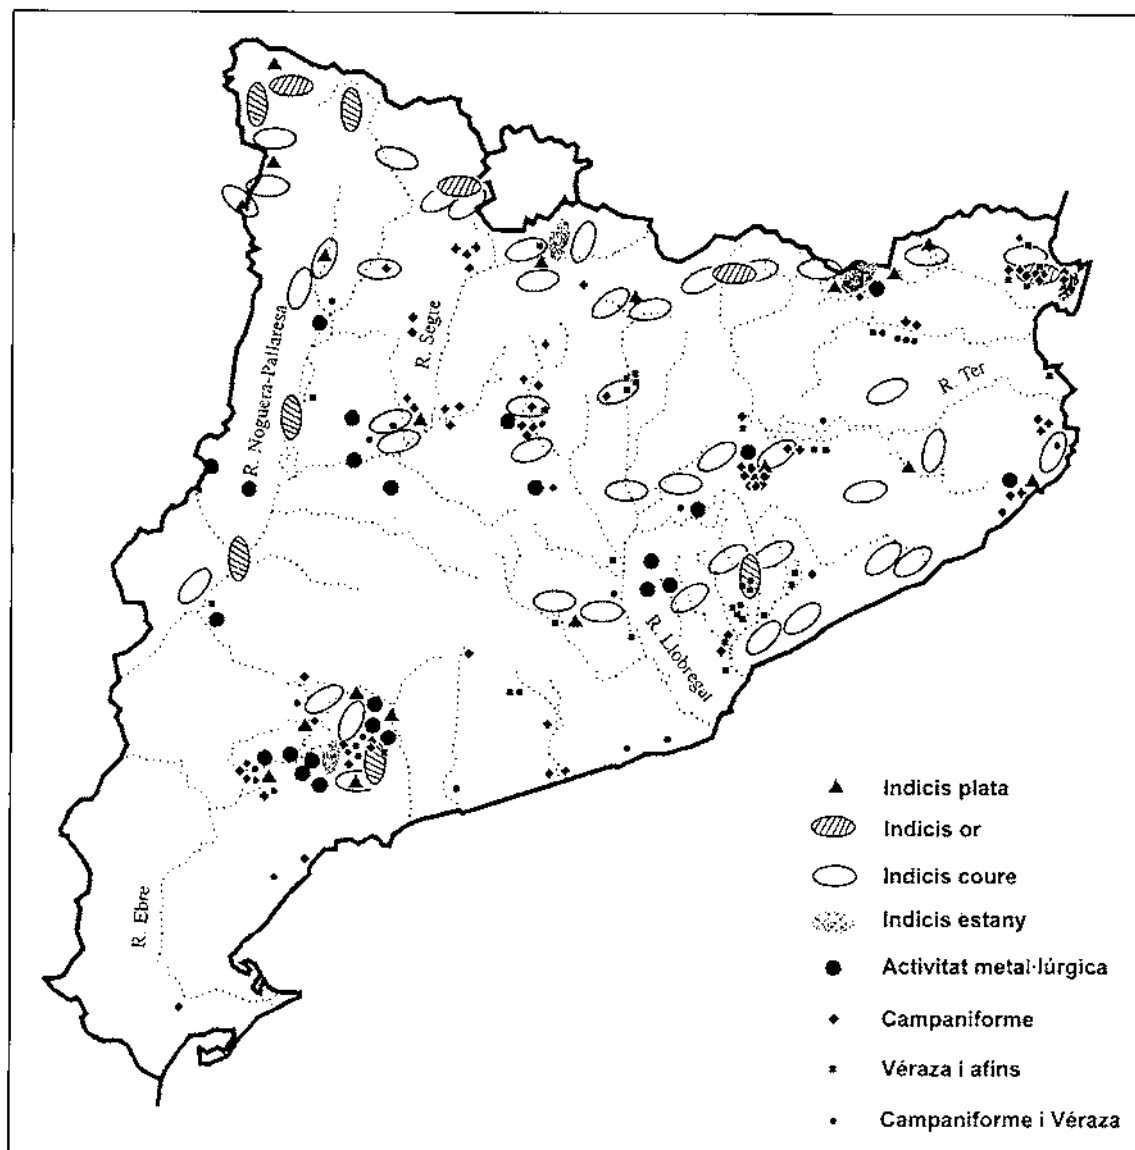 R. Noguera-Pallaresa
R. Segre
R. Ter
R. Llobregat
R. Ebre
Indicis plata
Indicis or
Indicis coure
Indicis estany
Activitat metal·lúrgica
Campaniforme
Véraza i afins
Campaniforme i Véraza